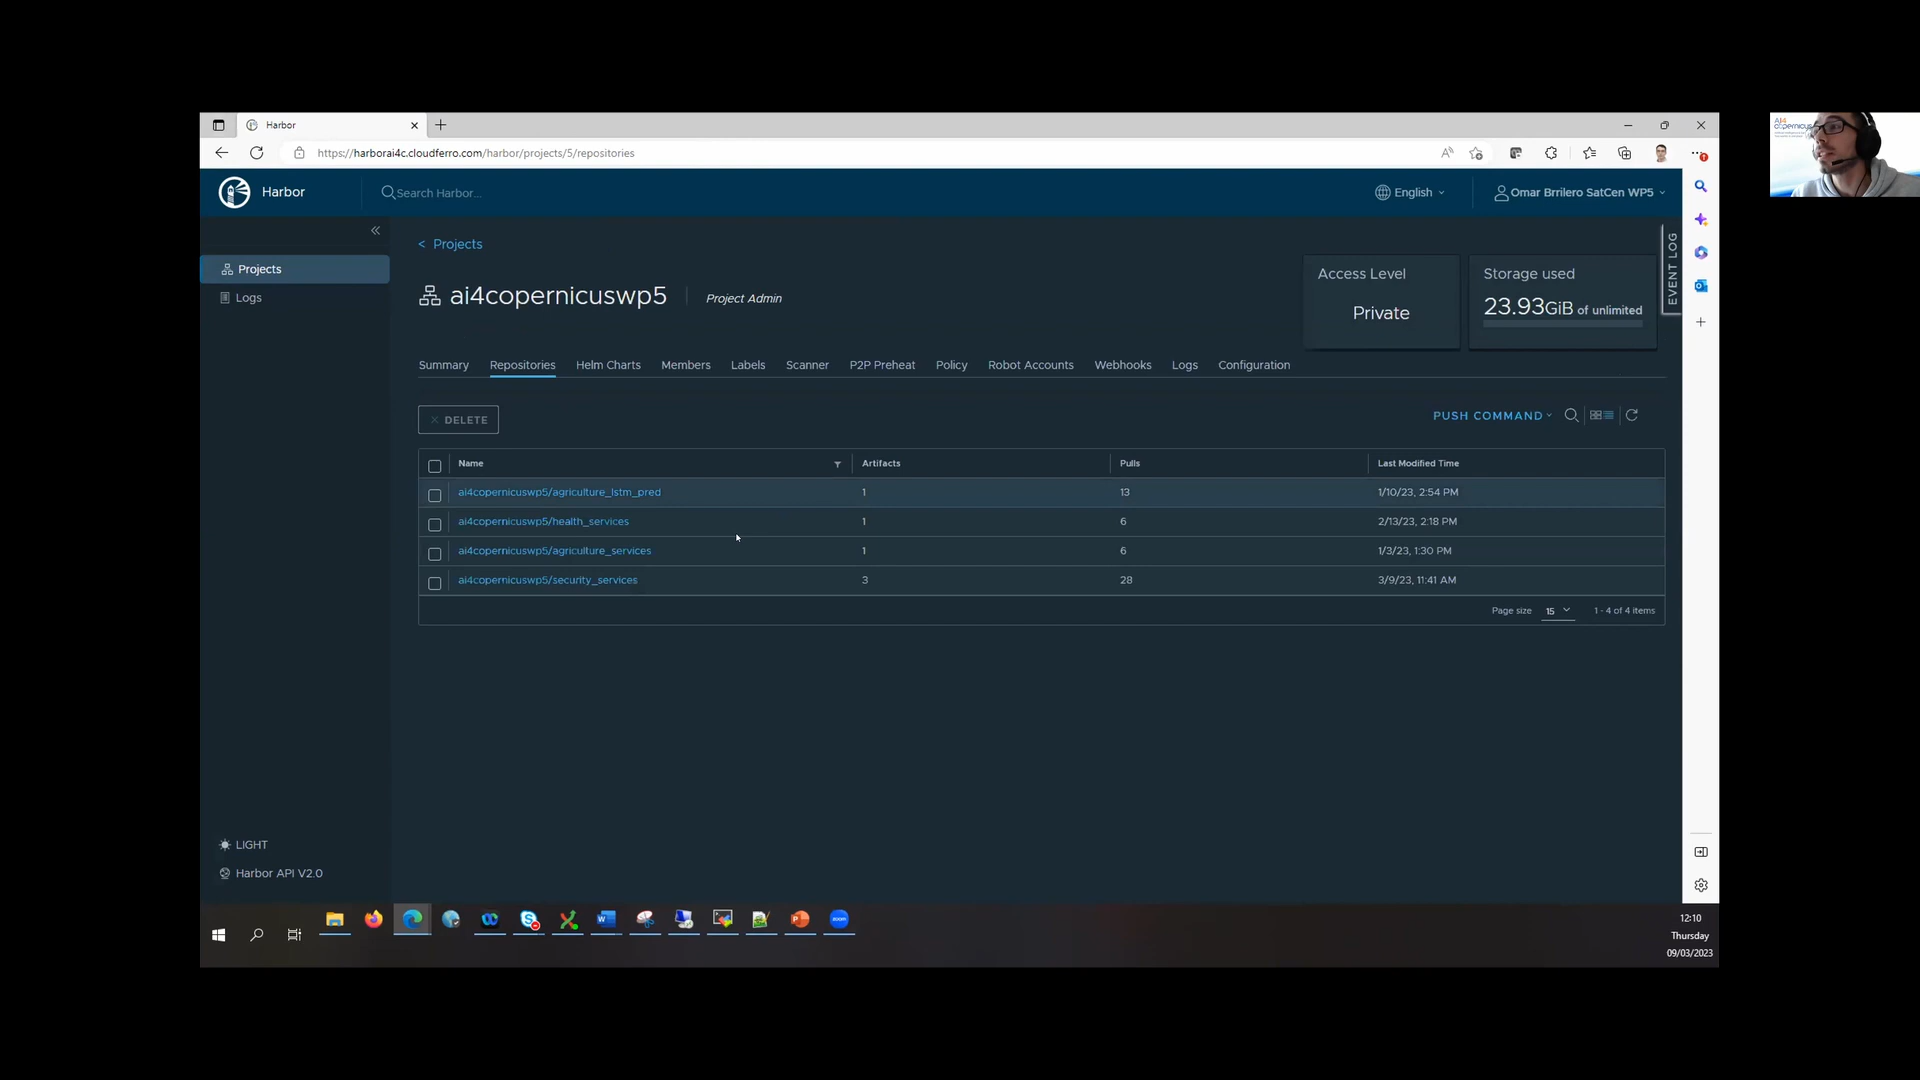 Harbor
https://harborai4c.cloudferro.com/harbor/projects/5/repositories
Harbor
Search Harbor...
English
Omar Brrilero SatCen WP5
Projects
Logs
< Projects
ai4copernicuswp5
Project Admin
Access Level
Private
Storage used
23.93GiB of unlimited
EVENT LOG
Summary Repositories Helm Charts Members Labels Scanner P2P Preheat Policy Robot Accounts Webhooks Logs Configuration
DELETE
PUSH COMMAND
Name Artifacts Pulls Last Modified Time
ai4copernicuswp5/agriculture_lstm_pred 1 13 1/10/23, 2:54 PM
ai4copernicuswp5/health_services 1 6 2/13/23, 2:18 PM
ai4copernicuswp5/agriculture_services 1 6 1/3/23, 1:30 PM
ai4copernicuswp5/security_services 3 28 3/9/23, 11:41 AM
Page size 15 1 - 4 of 4 items
LIGHT
Harbor API V2.0
12:10
Thursday
09/03/2023
AI4
copernicus